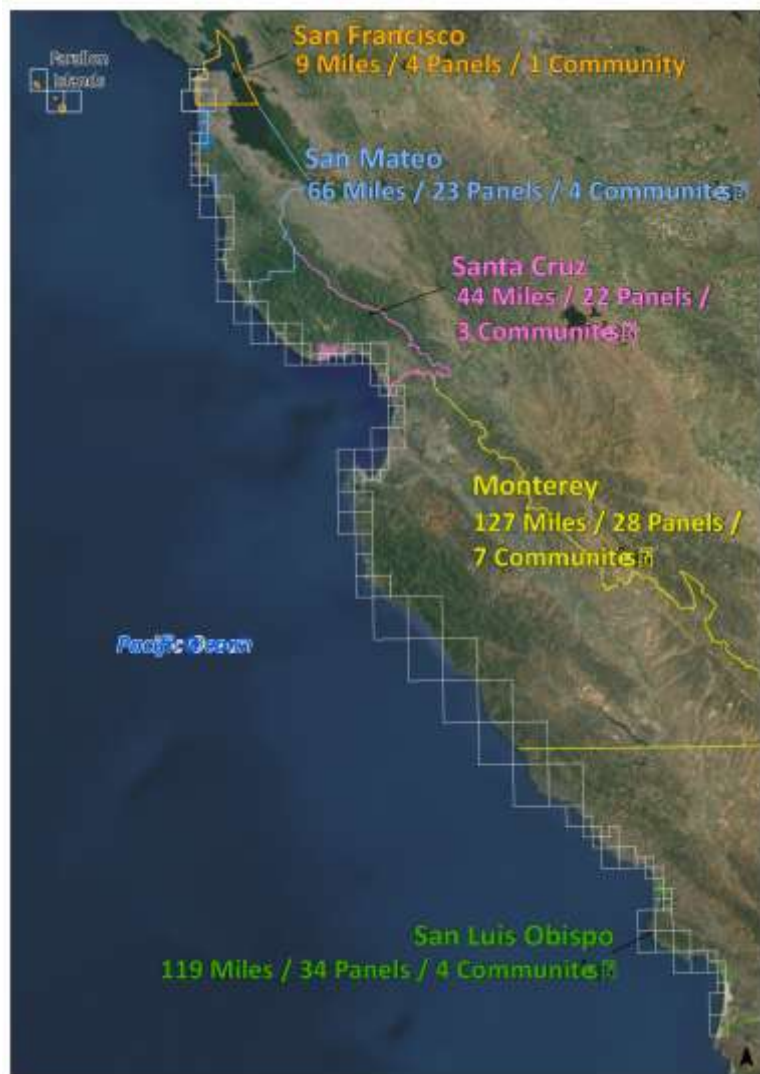 Farallon
Islands
San Francisco
9 Miles / 4 Panels / 1 Community
San Mateo
66 Miles / 23 Panels / 4 Communites
Santa Cruz
44 Miles / 22 Panels /
3 Communites
Monterey
127 Miles / 28 Panels /
7 Communites
Pacific Ocean
San Luis Obispo
119 Miles / 34 Panels / 4 Communites